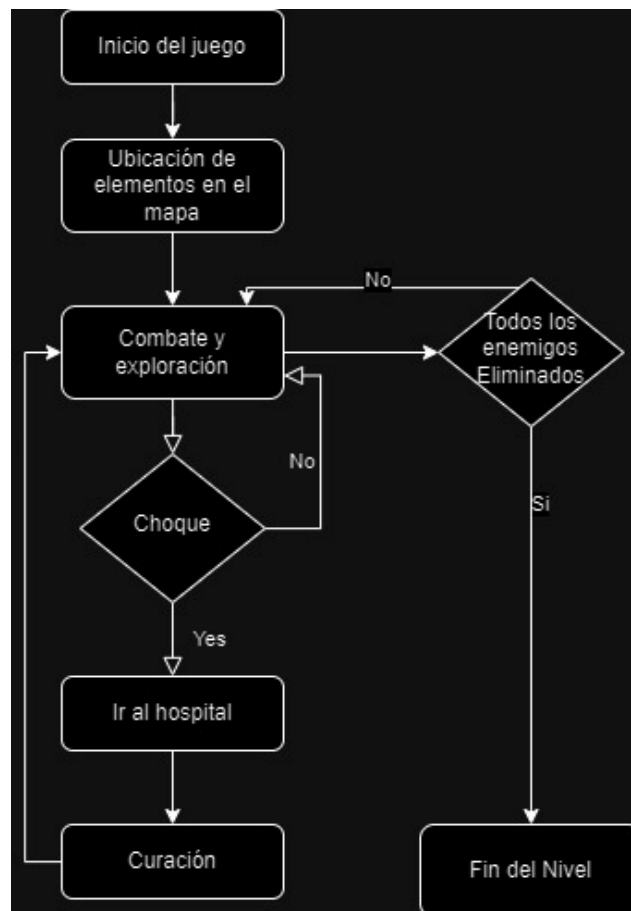 Inicio del juego
Ubicación de
elementos en el
mapa
No
Combate y
exploración
Todos los
enemigos
Eliminados
No
Choque
Si
Yes
Ir al hospital
Curación
Fin del Nivel